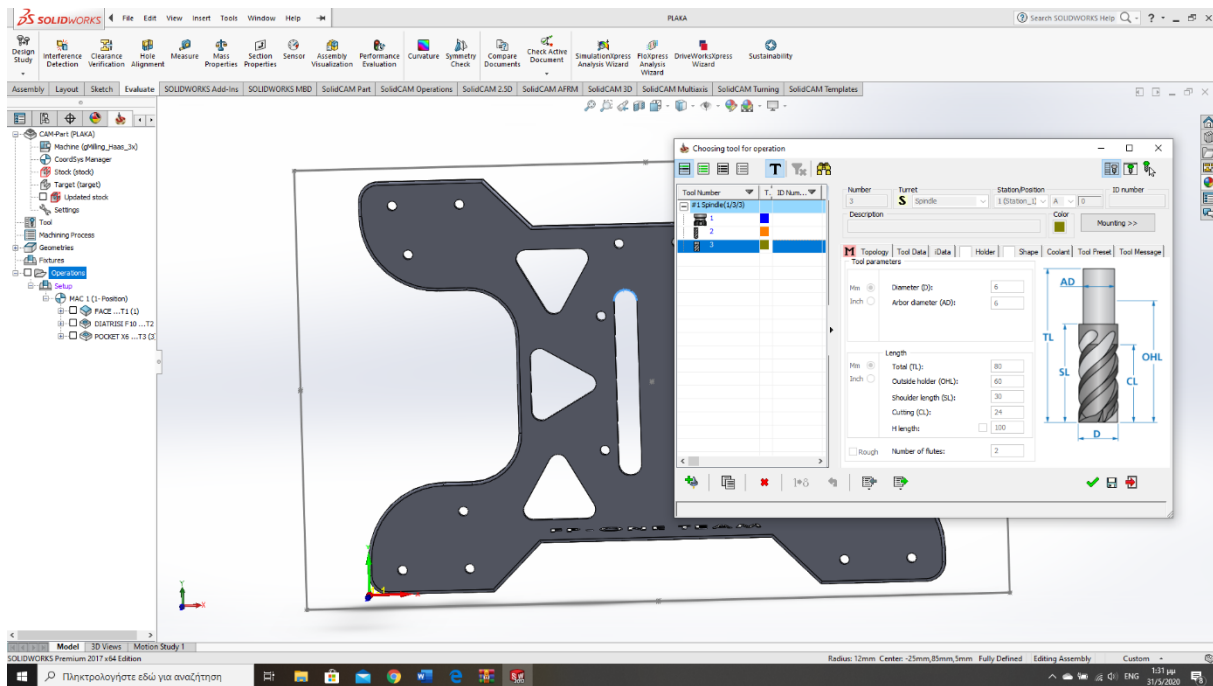 SOLIDWORKS File Edit View Insert Tools Window Help PLAKA Search SOLIDWORKS Help
Design Study Interference Detection Clearance Verification Hole Alignment Measure Mass Properties Section Properties Sensor Assembly Visualization Performance Evaluation Curvature Symmetry Check Compare Documents Check Active Document SimulationXpress Analysis Wizard FloXpress Analysis Wizard DriveWorksXpress Wizard Sustainability
Assembly Layout Sketch Evaluate SOLIDWORKS Add-Ins SOLIDWORKS MBD SolidCAM Part SolidCAM Operations SolidCAM 2.5D SolidCAM AFRM SolidCAM 3D SolidCAM Multiaxis SolidCAM Turning SolidCAM Templates
CAM-Part (PLAKA)
Machine (gMilling_Haas_3x)
CoordSys Manager
Stock (stock)
Target (target)
Updated stock
Settings
Tool
Machining Process
Geometries
Fixtures
Operations
Setup
MAC 1 (1- Position)
FACE ...T1 (1)
DIATRISI F10 ...T2
POCKET X6 ...T3 (3
Choosing tool for operation
Tool Number T. ID Num...
#1 Spindle(1/3/3)
1
2
3
Number Turret Station/Position ID number
3 S Spindle 1 (Station_1) A 0
Description Color
Mounting >>
M Topology Tool Data iData Holder Shape Coolant Tool Preset Tool Message
Tool parameters
Mm Diameter (D): 6
Inch Arbor diameter (AD): 6
Length
Mm Total (TL): 80
Inch Outside holder (OHL): 60
Shoulder length (SL): 30
Cutting (CL): 24
H length: 100
Rough Number of flutes: 2
AD
TL
OHL
SL
CL
D
Y
X
Model 3D Views Motion Study 1
SOLIDWORKS Premium 2017 x64 Edition Radius: 12mm Center: -25mm,85mm,5mm Fully Defined Editing Assembly Custom
Πληκτρολογήστε εδώ για αναζήτηση ENG 1:31 μμ
31/5/2020